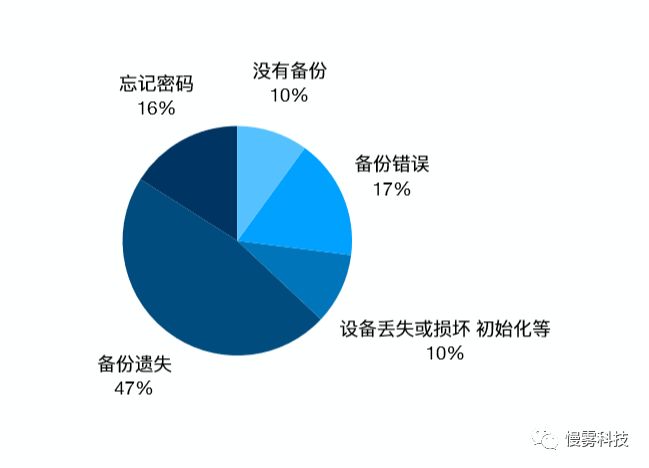 没有备份
10%
备份错误
17%
设备丢失或损坏 初始化等
10%
备份遗失
47%
忘记密码
16%
慢雾科技